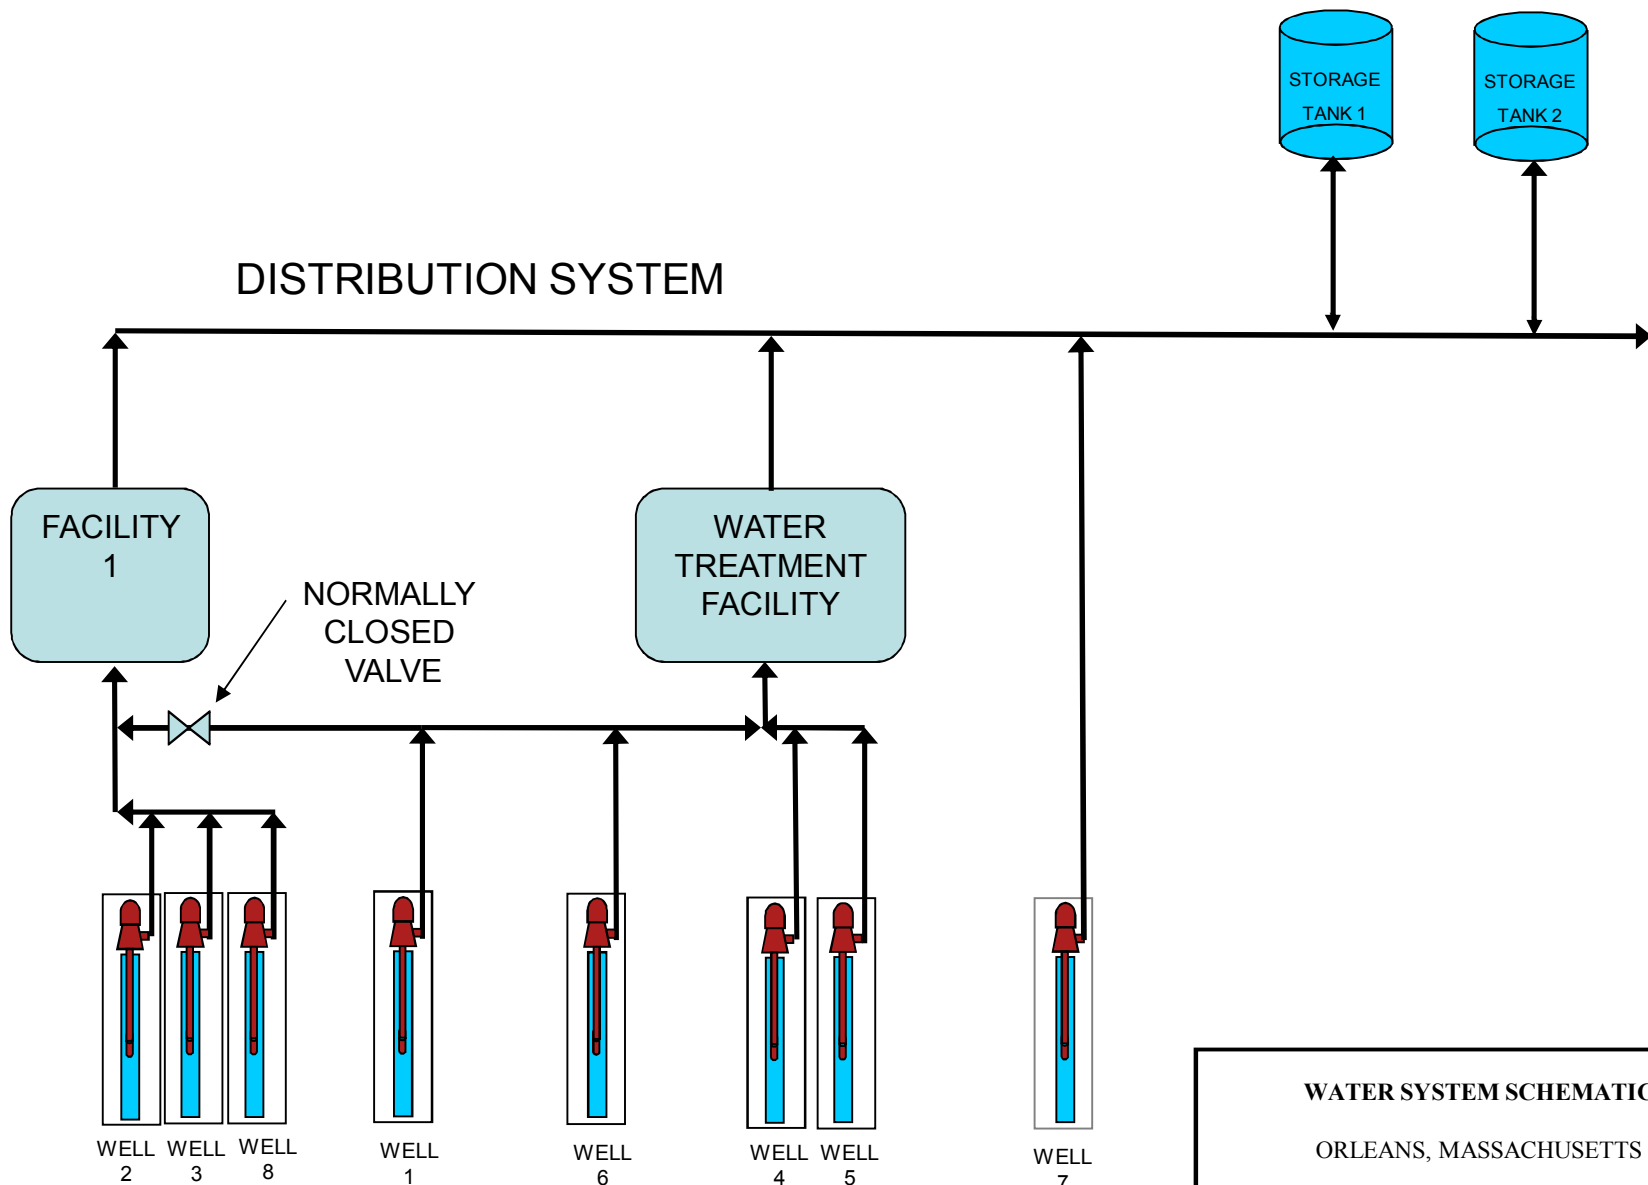 STORAGE
TANK 1
STORAGE
TANK 2
DISTRIBUTION SYSTEM
FACILITY
1
WATER
TREATMENT
FACILITY
NORMALLY
CLOSED
VALVE
WELL
2
WELL
3
WELL
8
WELL
1
WELL
6
WELL
4
WELL
5
WELL
7
WATER SYSTEM SCHEMATIC
ORLEANS, MASSACHUSETTS